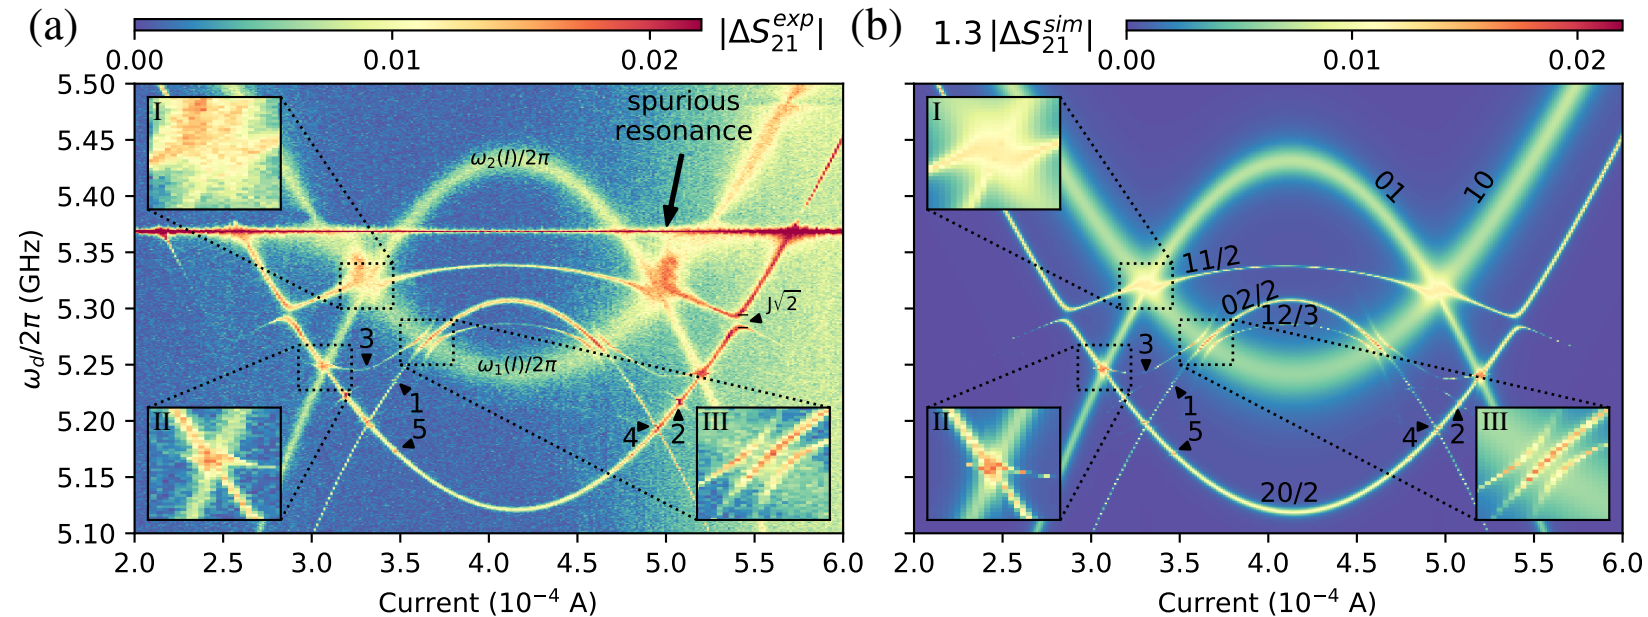 (a)
|ΔS₂₁ᵉˣᵖ|
0.00 0.01 0.02
(b)
1.3 |ΔS₂₁ˢⁱᵐ|
0.00 0.01 0.02
ω_d/2π (GHz)
5.50
5.45
5.40
5.35
5.30
5.25
5.20
5.15
5.10
I
spurious
resonance
ω₂(I)/2π
J√2
3
ω₁(I)/2π
1
5
4
2
II
III
2.0 2.5 3.0 3.5 4.0 4.5 5.0 5.5 6.0
Current (10⁻⁴ A)
I
01
10
11/2
02/2
12/3
3
1
5
4
2
II
III
20/2
2.0 2.5 3.0 3.5 4.0 4.5 5.0 5.5 6.0
Current (10⁻⁴ A)